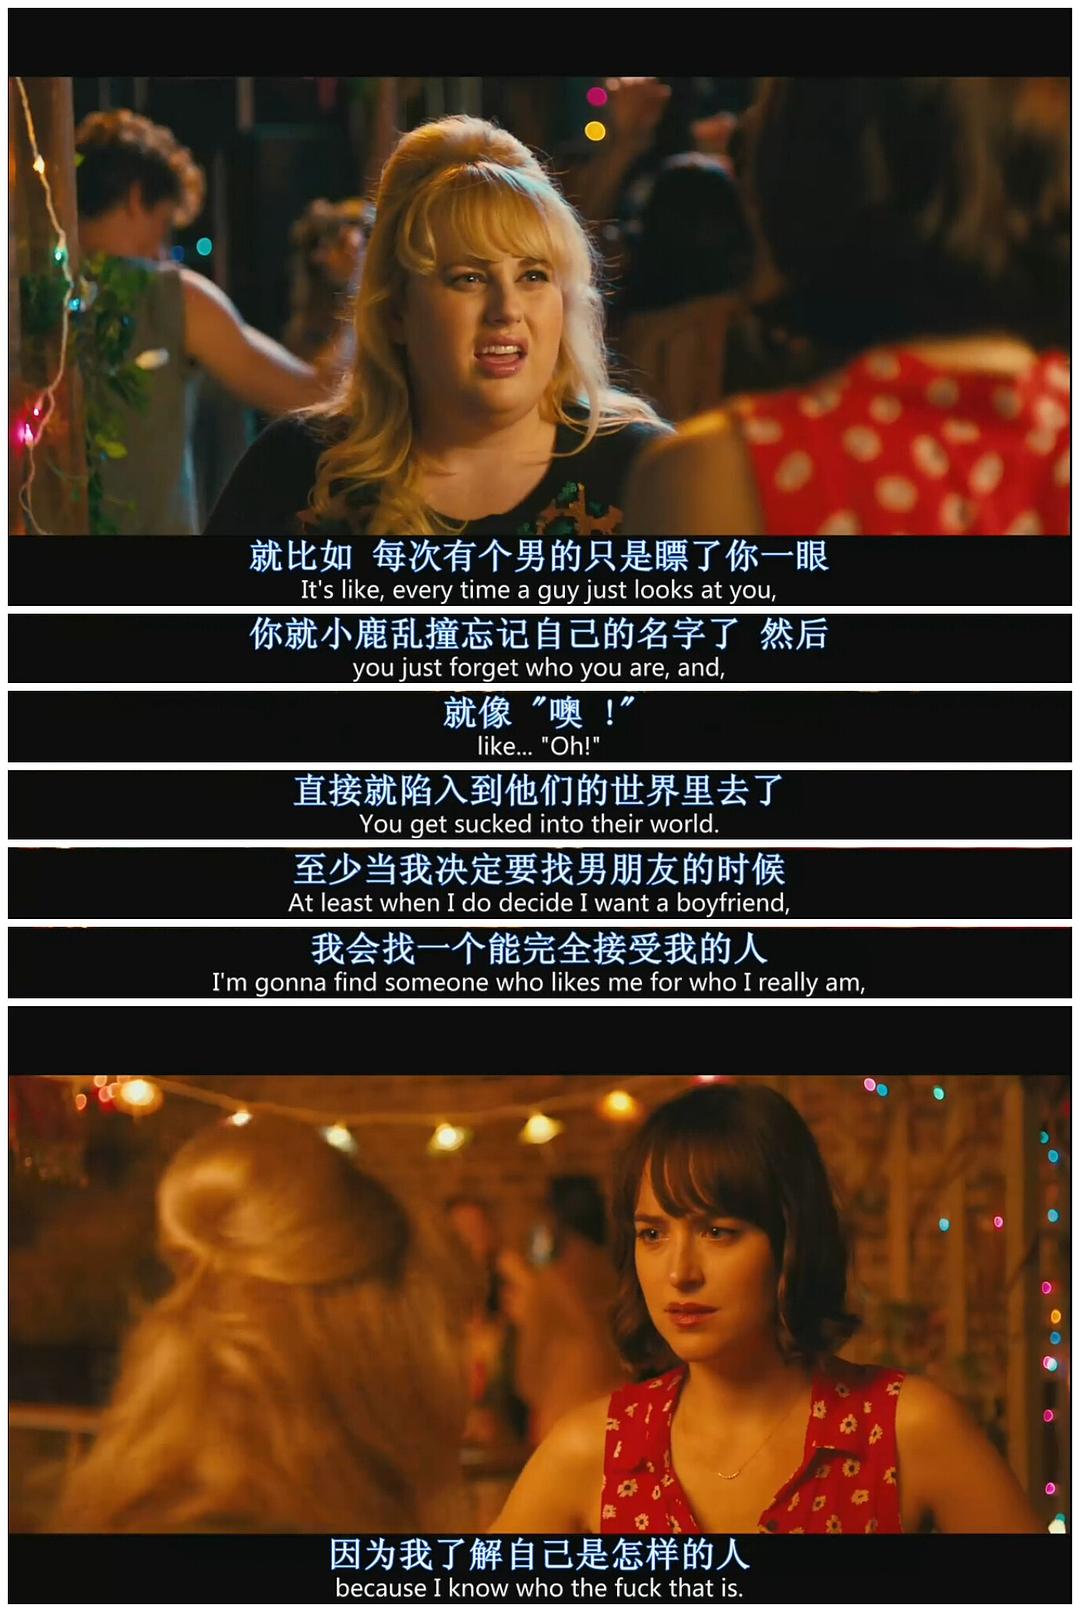 就比如 每次有个男的只是瞟了你一眼
It's like, every time a guy just looks at you,
你就小鹿乱撞忘记自己的名字了 然后
you just forget who you are, and,
就像 "噢 !"
like... "Oh!"
直接就陷入到他们的世界里去了
You get sucked into their world.
至少当我决定要找男朋友的时候
At least when I do decide I want a boyfriend,
我会找一个能完全接受我的人
I'm gonna find someone who likes me for who I really am,
因为我了解自己是怎样的人
because I know who the fuck that is.